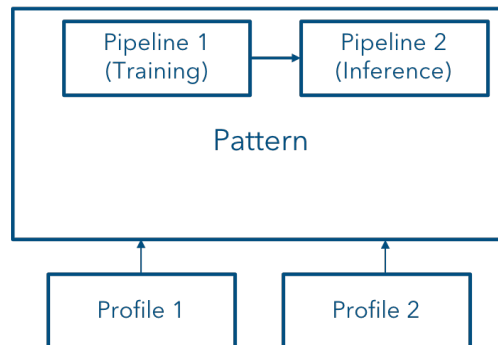 Pipeline 1
(Training)
Pipeline 2
(Inference)
Pattern
Profile 1
Profile 2